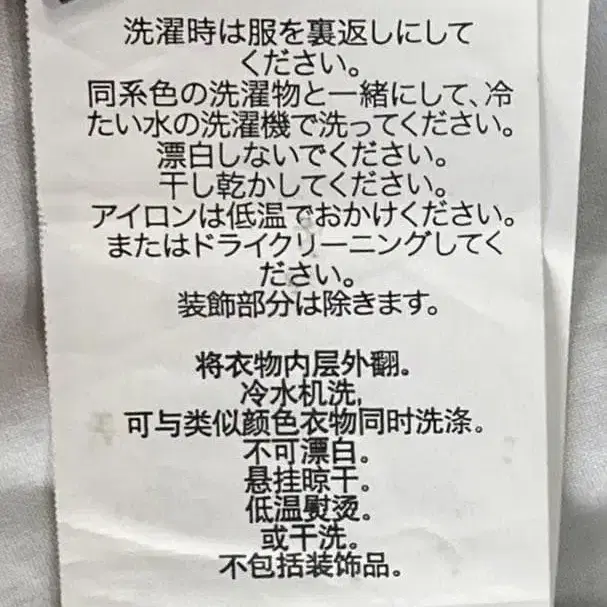 洗濯時は服を裏返しにして
ください。
同系色の洗濯物と一緒にして、冷
たい水の洗濯機で洗ってください。
漂白しないでください。
干し乾かしてください。
アイロンは低温でおかけください。
またはドライクリーニングしてく
ださい。
装飾部分は除きます。
将衣物内层外翻。
冷水机洗,
可与类似颜色衣物同时洗涤。
不可漂白。
悬挂晾干。
低温熨烫。
或干洗。
不包括装饰品。